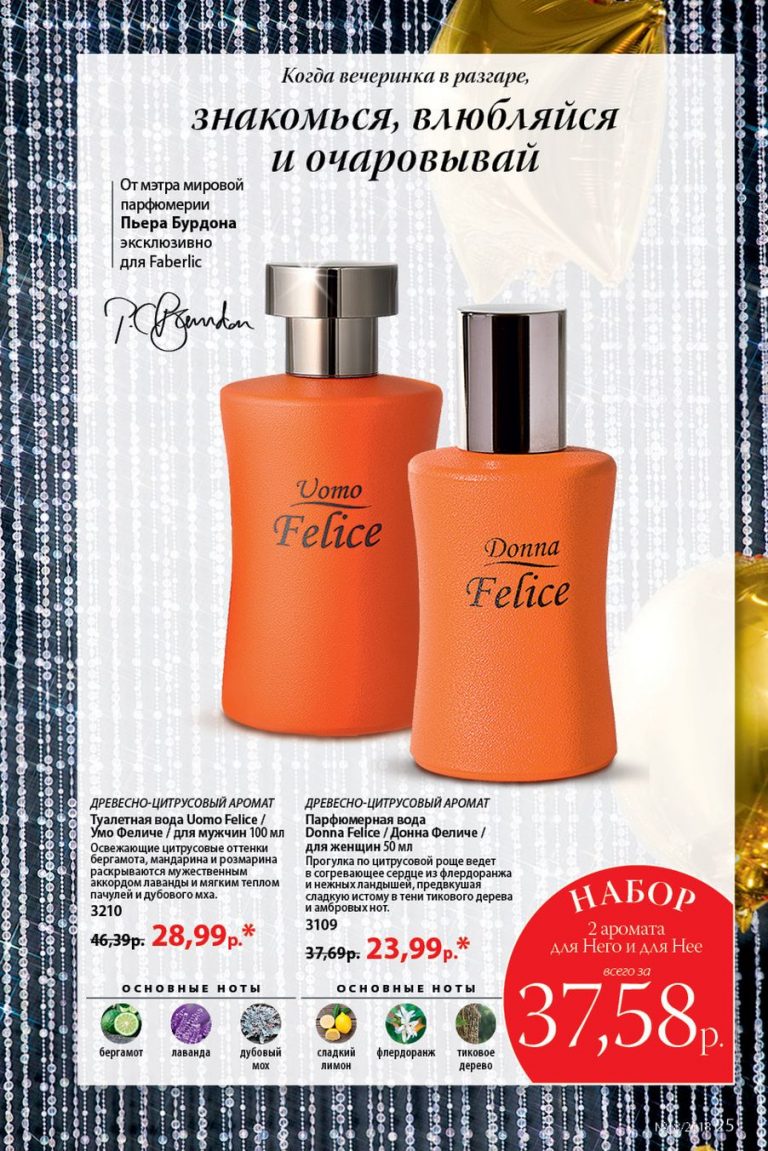 Когда вечеринка в разгаре,
знакомься, влюбляйся
и очаровывай
От мэтра мировой
парфюмерии
Пьера Бурдона
эксклюзивно
для Faberlic
Uomo
Felice
Donna
Felice
ДРЕВЕСНО-ЦИТРУСОВЫЙ АРОМАТ
Туалетная вода Uomo Felice /
Умо Феличе / для мужчин 100 мл
Освежающие цитрусовые оттенки
бергамота, мандарина и розмарина
раскрываются мужественным
аккордом лаванды и мягким теплом
пачулей и дубового мха.
3210
46,39р. 28,99р.*
ОСНОВНЫЕ НОТЫ
бергамот
лаванда
дубовый
мох
ДРЕВЕСНО-ЦИТРУСОВЫЙ АРОМАТ
Парфюмерная вода
Donna Felice / Донна Феличе /
для женщин 50 мл
Прогулка по цитрусовой роще ведет
в согревающее сердце из флердоранжа
и нежных ландышей, предвкушая
сладкую истому в тени тикового дерева
и амбровых нот.
3109
37,69р. 23,99р.*
ОСНОВНЫЕ НОТЫ
сладкий
лимон
флердоранж
тиковое
дерево
НАБОР
2 аромата
для Него и для Нее
всего за
37,58р.
25